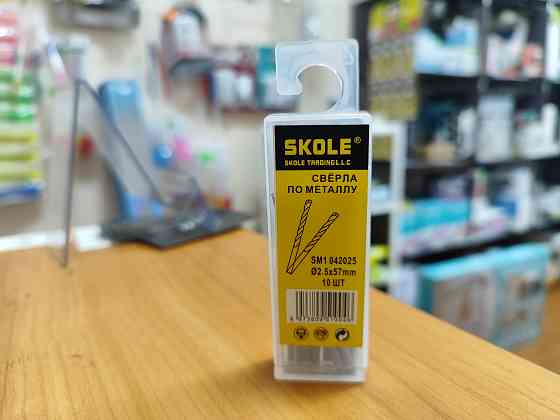 SKOLE®
SKOLE TRADING L.L.C
СВЁРЛА
ПО МЕТАЛЛУ
SM1 042025
Ø2.5x57mm
10 ШТ